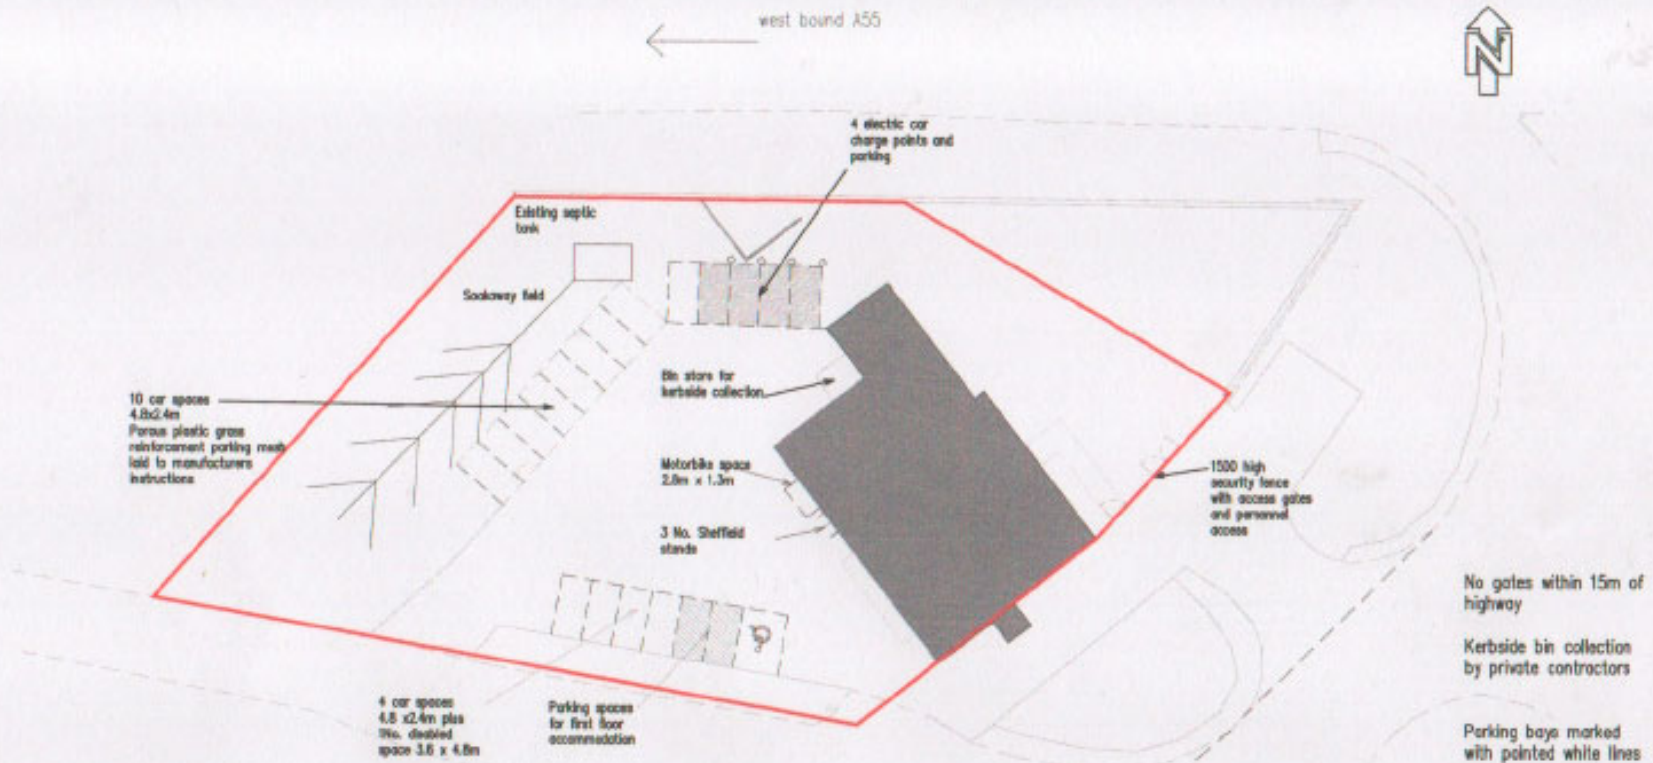 west bound A55
N
4 electric car
charge points and
parking
Existing septic
tank
Soakaway field
10 car spaces
4.8x2.4m
Porous plastic grass
reinforcement parking mesh
laid to manufacturers
instructions
Bin store for
kerbside collection
Motorbike space
2.8m x 1.3m
3 No. Sheffield
stands
1500 high
security fence
with access gates
and personnel
access
No gates within 15m of
highway
Kerbside bin collection
by private contractors
Parking bays marked
with painted white lines
4 car spaces
4.8 x2.4m plus
1No. disabled
space 3.6 x 4.8m
Parking spaces
for first floor
accommodation